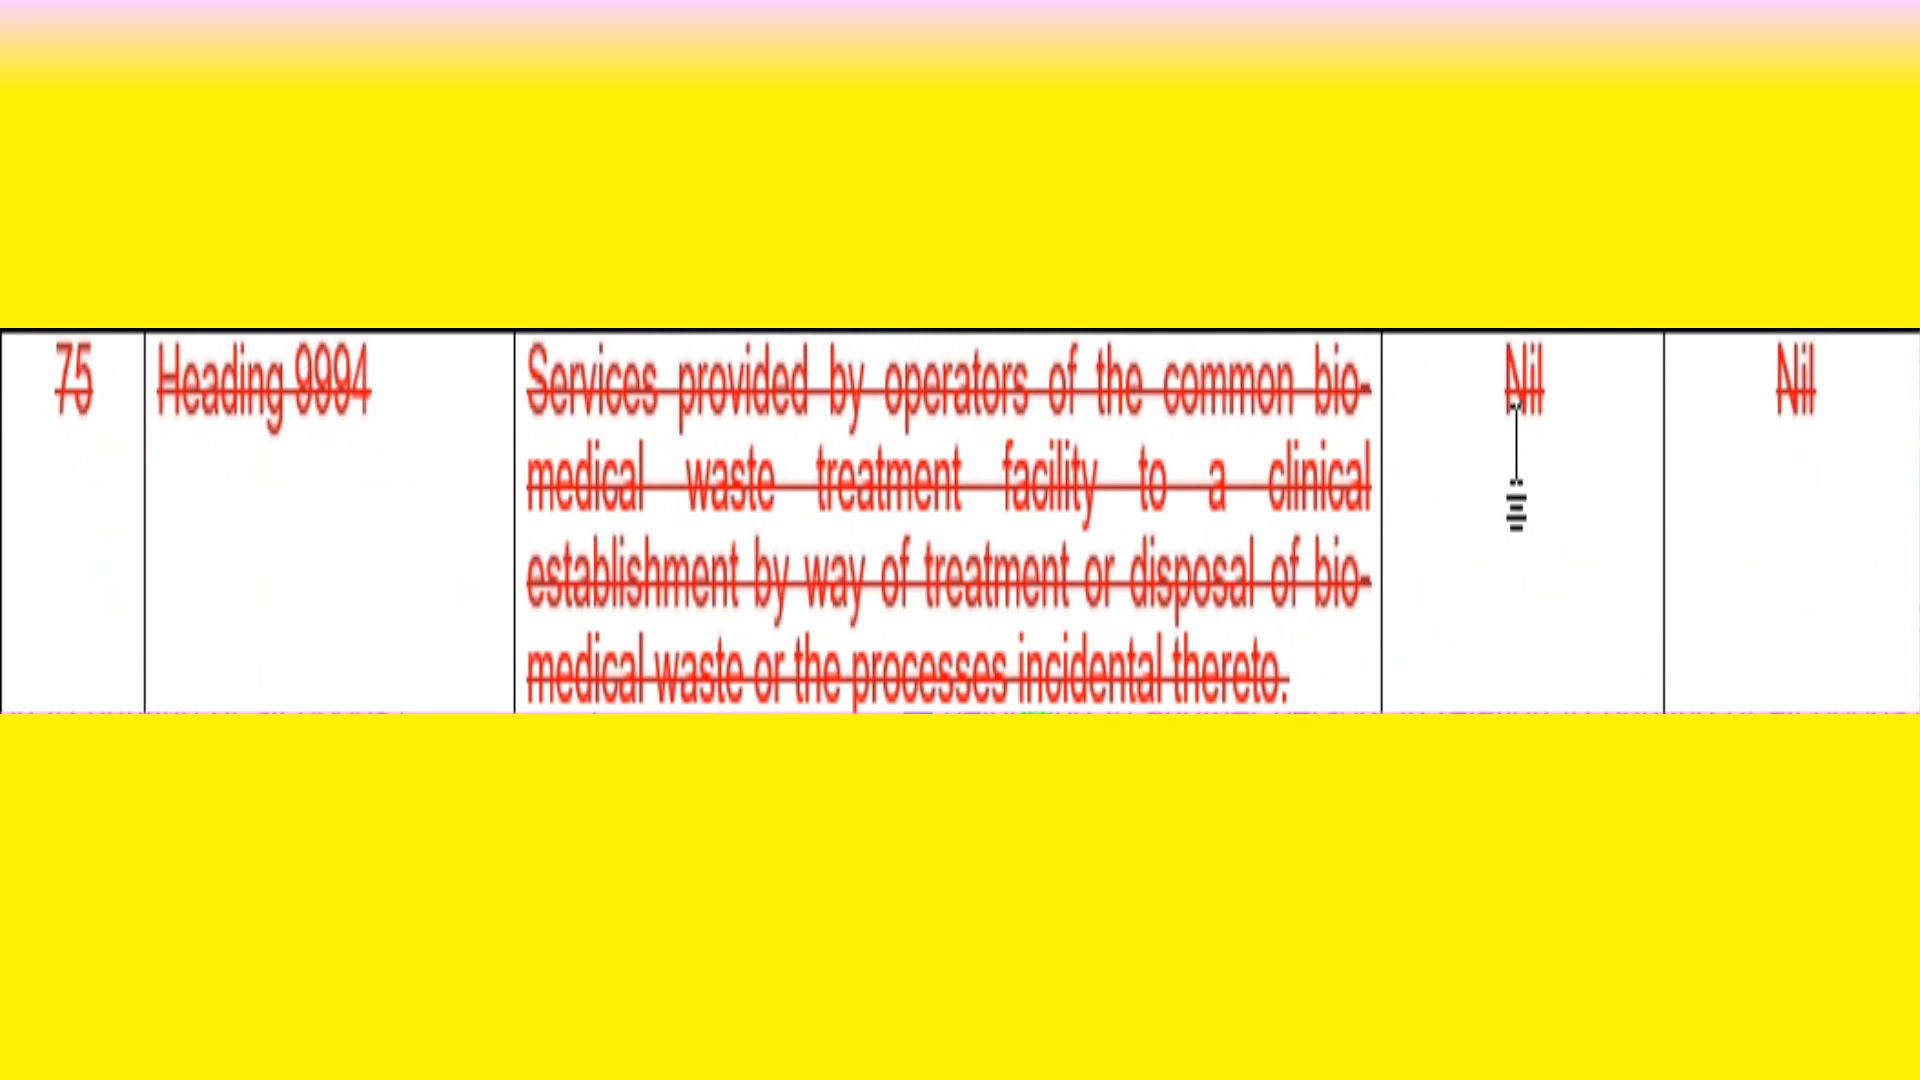 75 Heading 9994 Services provided by operators of the common bio- Nil Nil
medical waste treatment facility to a clinical
establishment by way of treatment or disposal of bio-
medical waste or the processes incidental thereto.